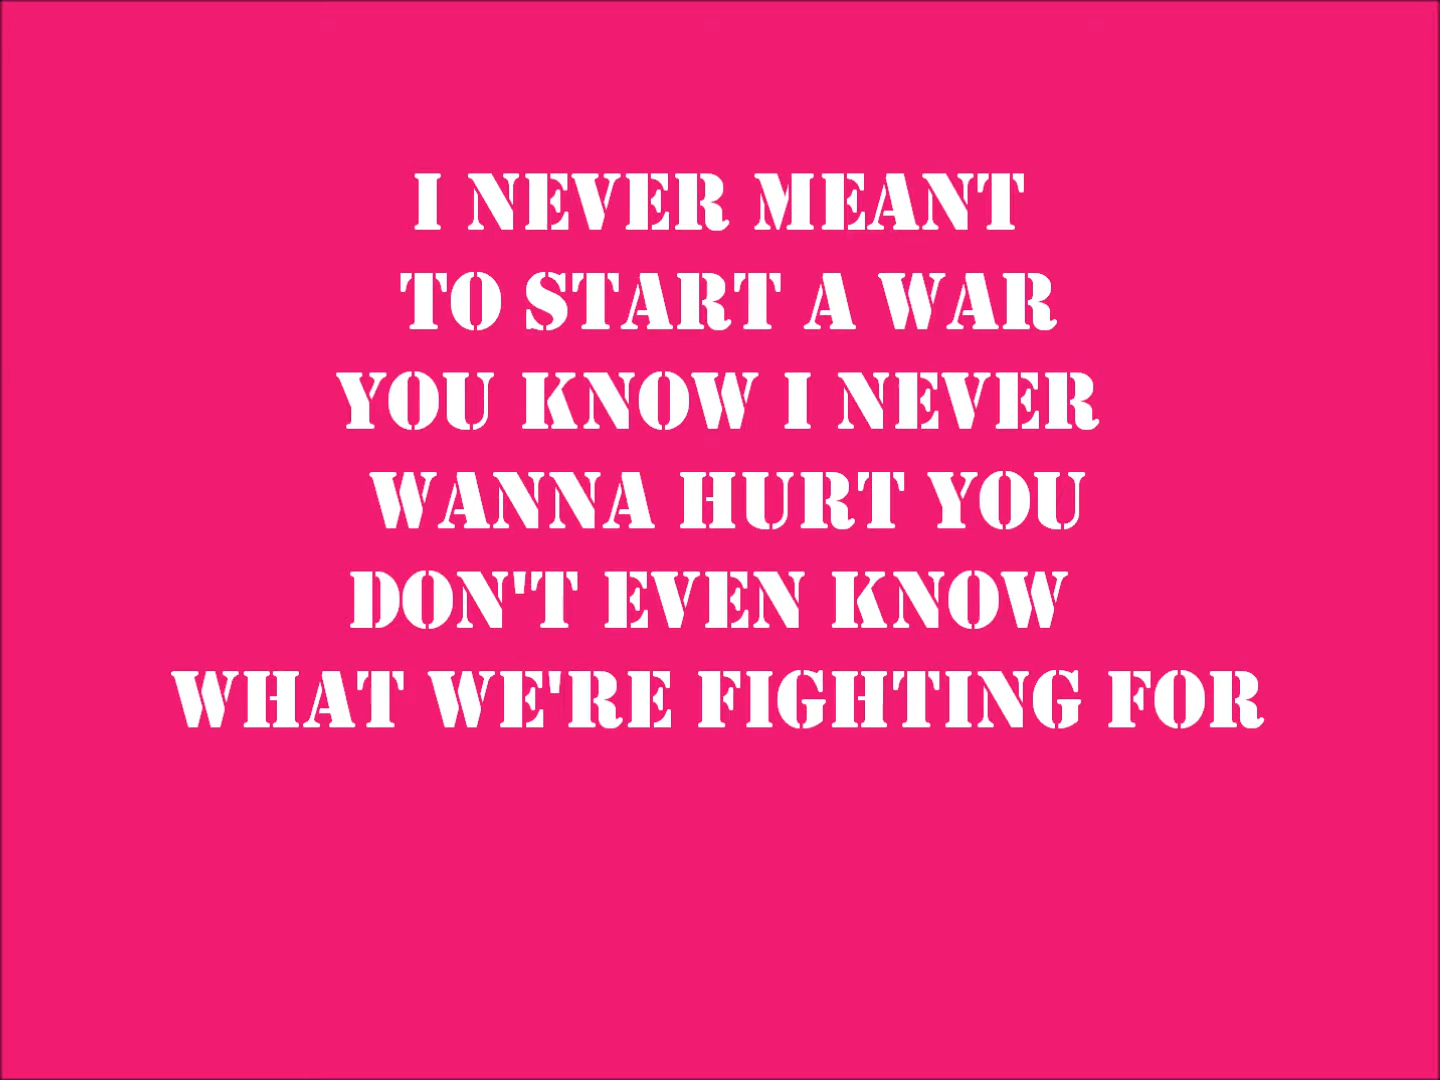 I NEVER MEANT
TO START A WAR
YOU KNOW I NEVER
WANNA HURT YOU
DON'T EVEN KNOW
WHAT WE'RE FIGHTING FOR